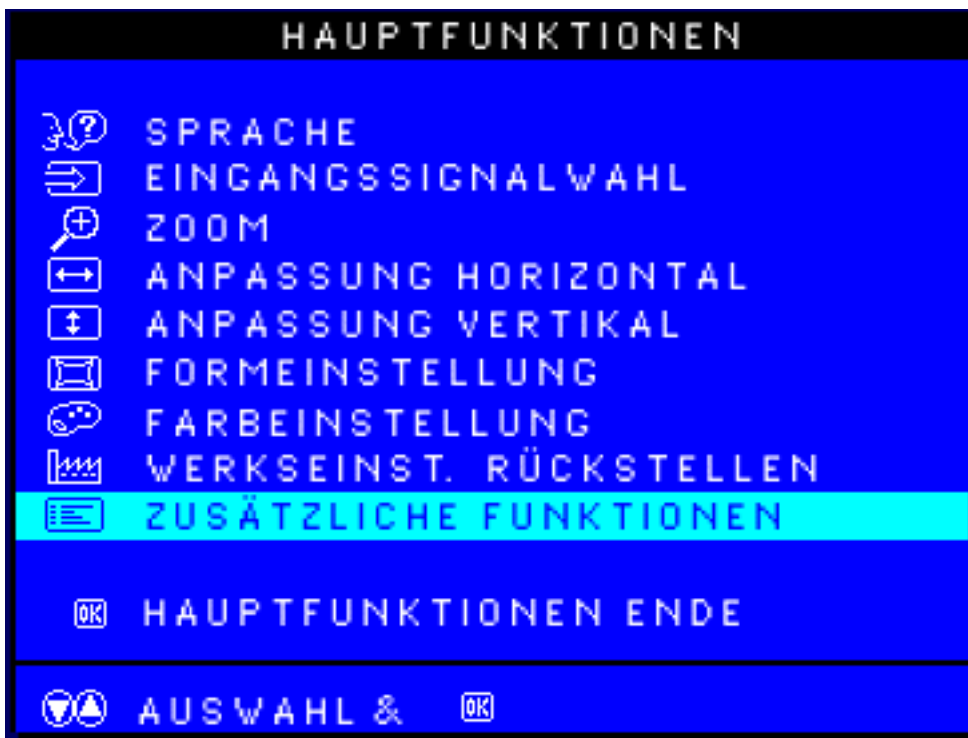 HAUPTFUNKTIONEN
SPRACHE
EINGANGSSIGNALWAHL
ZOOM
ANPASSUNG HORIZONTAL
ANPASSUNG VERTIKAL
FORMEINSTELLUNG
FARBEINSTELLUNG
WERKSEINST. RÜCKSTELLEN
ZUSÄTZLICHE FUNKTIONEN
OK HAUPTFUNKTIONEN ENDE
AUSWAHL & OK